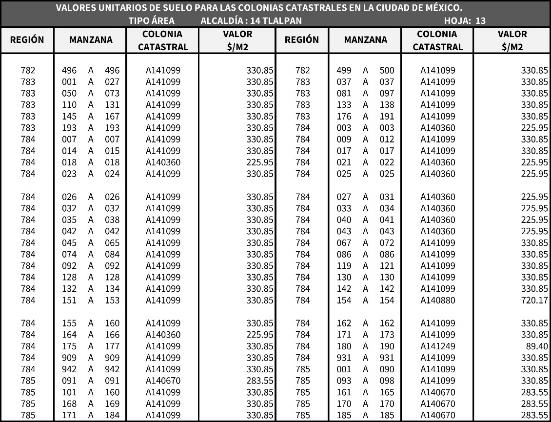 VALORES UNITARIOS DE SUELO PARA LAS COLONIAS CATASTRALES EN LA CIUDAD DE MÉXICO.
TIPO ÁREA ALCALDÍA : 14 TLALPAN HOJA: 13
REGIÓN MANZANA COLONIA CATASTRAL VALOR $/M2 REGIÓN MANZANA COLONIA CATASTRAL VALOR $/M2
782 496 A 496 A141099 330.85 782 499 A 500 A141099 330.85
783 001 A 027 A141099 330.85 783 037 A 037 A141099 330.85
783 050 A 073 A141099 330.85 783 081 A 097 A141099 330.85
783 110 A 131 A141099 330.85 783 133 A 138 A141099 330.85
783 145 A 167 A141099 330.85 783 176 A 191 A141099 330.85
783 193 A 193 A141099 330.85 784 003 A 003 A140360 225.95
784 007 A 007 A141099 330.85 784 009 A 012 A141099 330.85
784 014 A 015 A141099 330.85 784 017 A 017 A141099 330.85
784 018 A 018 A140360 225.95 784 021 A 022 A140360 225.95
784 023 A 024 A141099 330.85 784 025 A 025 A140360 225.95
784 026 A 026 A141099 330.85 784 027 A 031 A140360 225.95
784 032 A 032 A141099 330.85 784 033 A 034 A140360 225.95
784 035 A 038 A141099 330.85 784 040 A 041 A140360 225.95
784 042 A 042 A141099 330.85 784 043 A 043 A140360 225.95
784 045 A 065 A141099 330.85 784 067 A 072 A141099 330.85
784 074 A 084 A141099 330.85 784 086 A 086 A141099 330.85
784 092 A 092 A141099 330.85 784 119 A 121 A141099 330.85
784 128 A 128 A141099 330.85 784 130 A 130 A141099 330.85
784 132 A 134 A141099 330.85 784 142 A 142 A141099 330.85
784 151 A 153 A141099 330.85 784 154 A 154 A140880 720.17
784 155 A 160 A141099 330.85 784 162 A 162 A141099 330.85
784 164 A 166 A140360 225.95 784 171 A 173 A141099 330.85
784 175 A 177 A141099 330.85 784 180 A 190 A141249 89.40
784 909 A 909 A141099 330.85 784 931 A 931 A141099 330.85
784 942 A 942 A141099 330.85 785 001 A 090 A141099 330.85
785 091 A 091 A140670 283.55 785 093 A 098 A141099 330.85
785 101 A 160 A141099 330.85 785 161 A 165 A140670 283.55
785 168 A 169 A141099 330.85 785 170 A 170 A140670 283.55
785 171 A 184 A141099 330.85 785 185 A 185 A140670 283.55